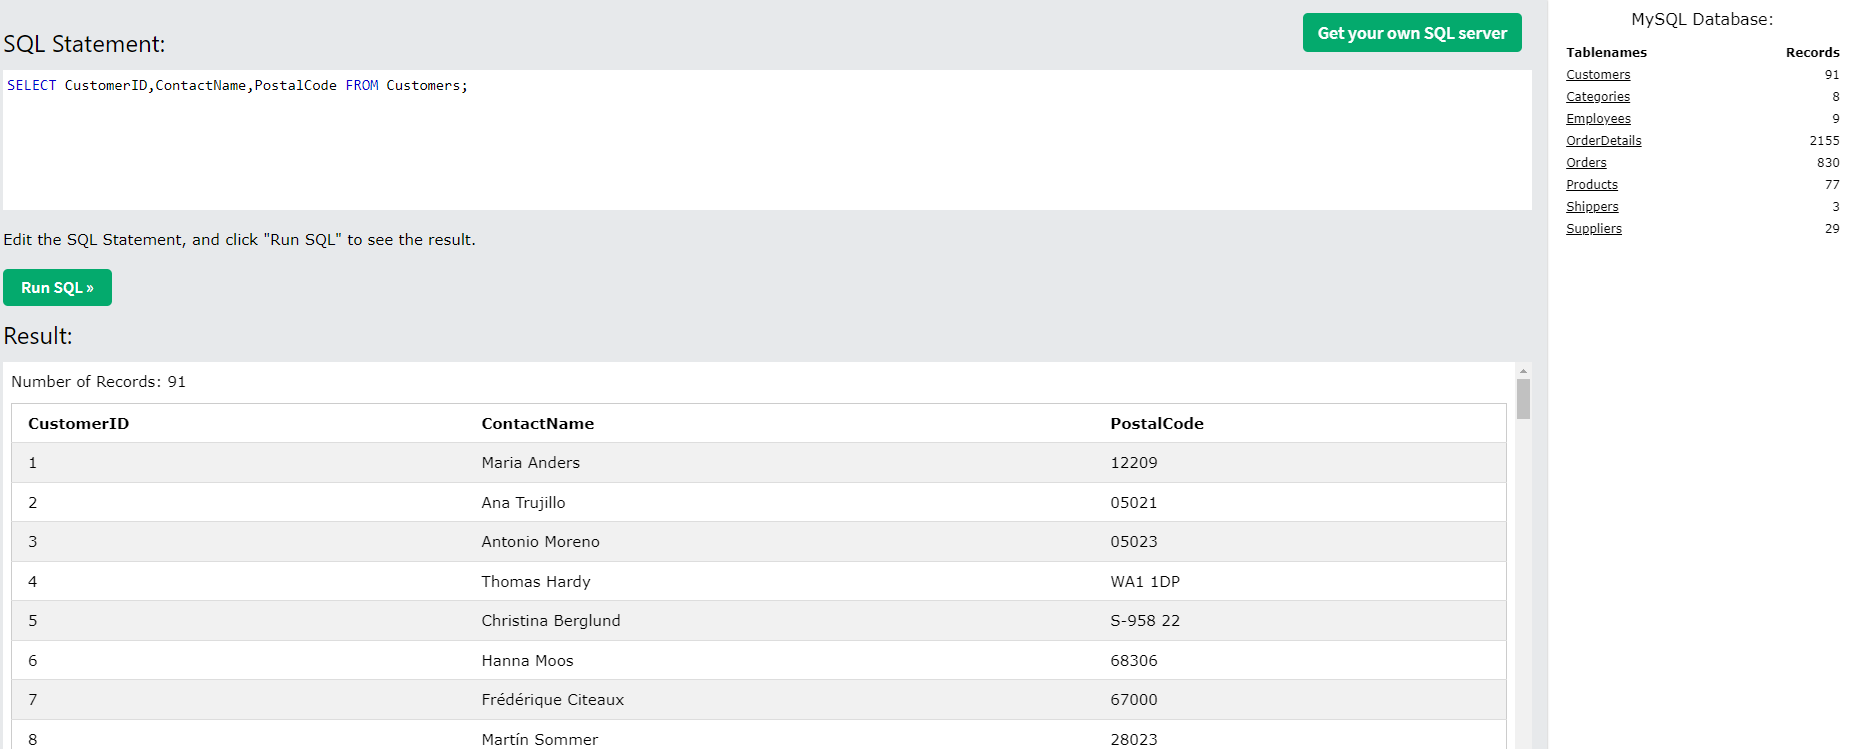 SQL Statement:
Get your own SQL server
SELECT CustomerID,ContactName,PostalCode FROM Customers;
Edit the SQL Statement, and click "Run SQL" to see the result.
Run SQL »
Result:
Number of Records: 91
CustomerID ContactName PostalCode
1 Maria Anders 12209
2 Ana Trujillo 05021
3 Antonio Moreno 05023
4 Thomas Hardy WA1 1DP
5 Christina Berglund S-958 22
6 Hanna Moos 68306
7 Frédérique Citeaux 67000
8 Martín Sommer 28023
MySQL Database:
Tablenames Records
Customers 91
Categories 8
Employees 9
OrderDetails 2155
Orders 830
Products 77
Shippers 3
Suppliers 29